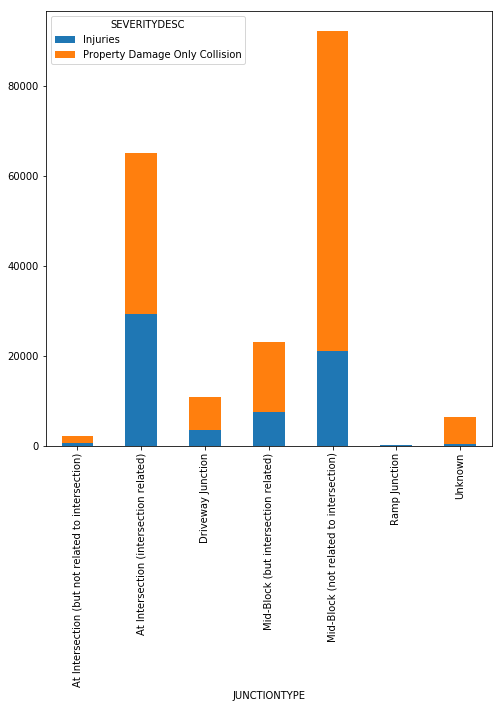 SEVERITYDESC
Injuries
Property Damage Only Collision
80000
60000
40000
20000
0
At Intersection (but not related to intersection)
At Intersection (intersection related)
Driveway Junction
Mid-Block (but intersection related)
Mid-Block (not related to intersection)
Ramp Junction
Unknown
JUNCTIONTYPE